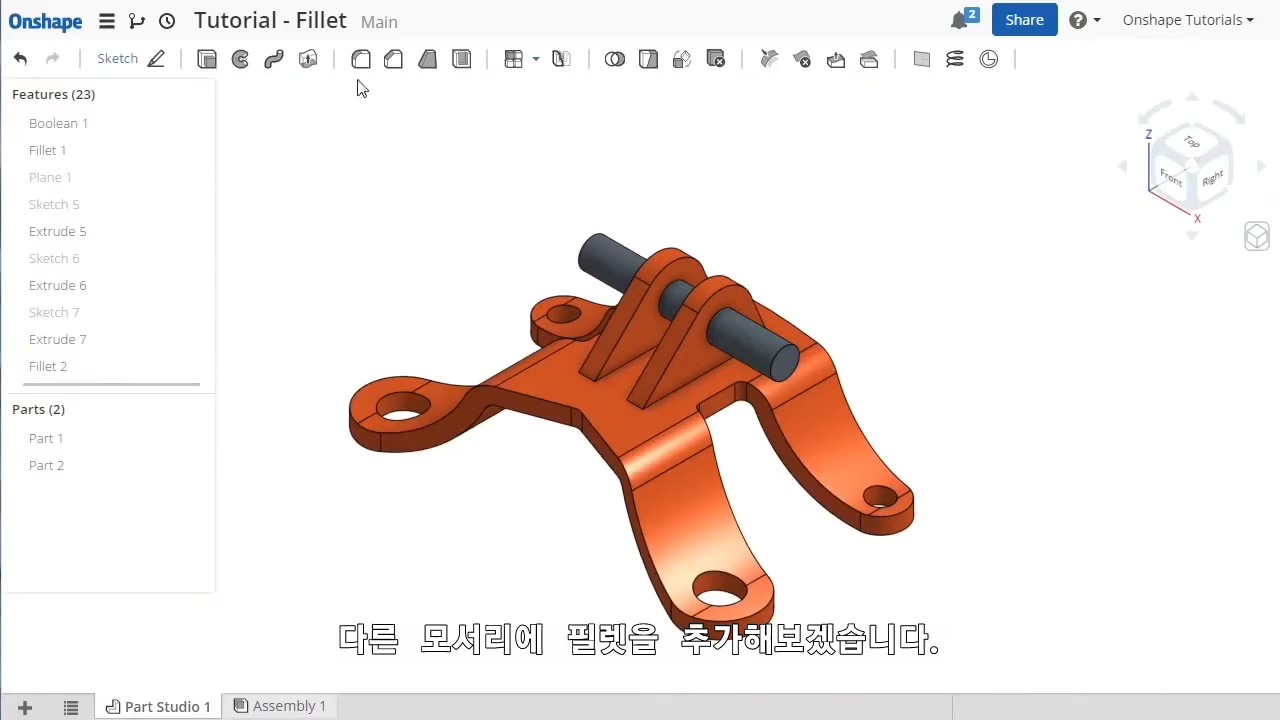 Onshape
Tutorial - Fillet
Main
2
Share
Onshape Tutorials
Sketch
Features (23)
Boolean 1
Fillet 1
Plane 1
Sketch 5
Extrude 5
Sketch 6
Extrude 6
Sketch 7
Extrude 7
Fillet 2
Parts (2)
Part 1
Part 2
Z
Top
Front
Right
X
다른 모서리에 필렛을 추가해보겠습니다.
Part Studio 1
Assembly 1